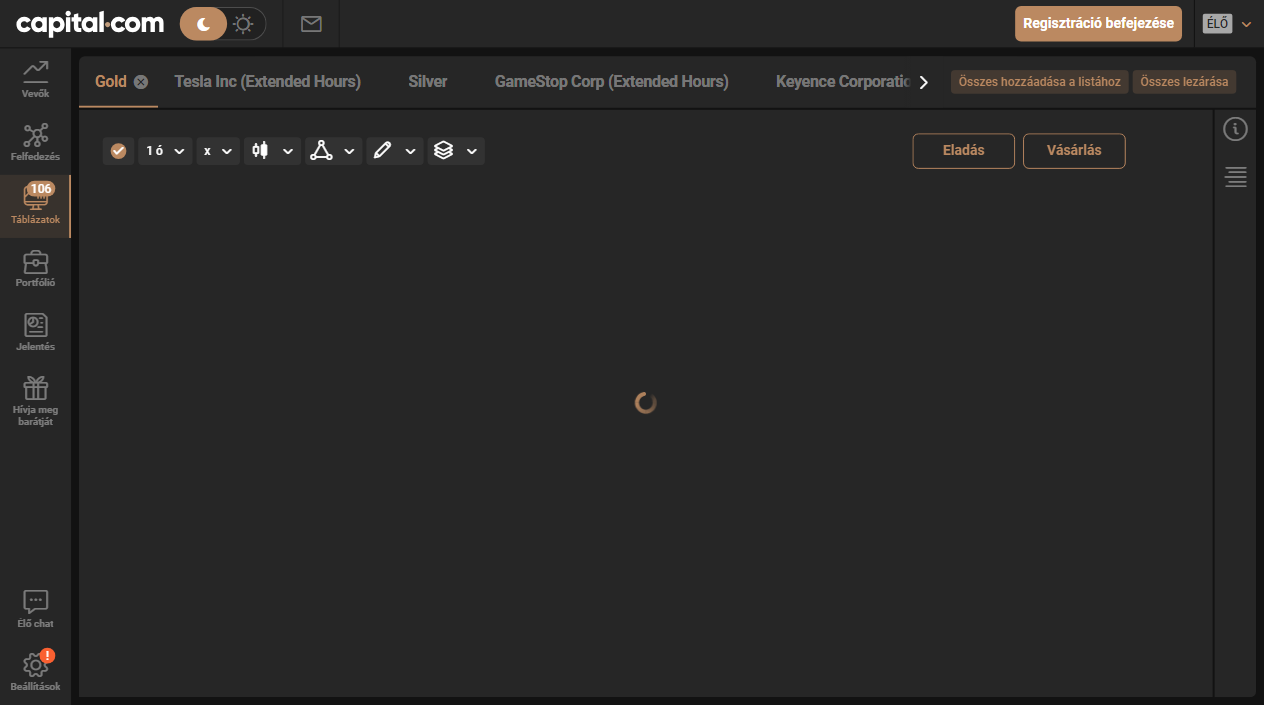 capital.com
Regisztráció befejezése
ÉLŐ
Vevők
Felfedezés
106
Táblázatok
Portfólió
Jelentés
Hívja meg
barátját
Élő chat
!
Beállítások
Gold
Tesla Inc (Extended Hours)
Silver
GameStop Corp (Extended Hours)
Keyence Corporatic
Összes hozzáadása a listához
Összes lezárása
1 ó
x
Eladás
Vásárlás